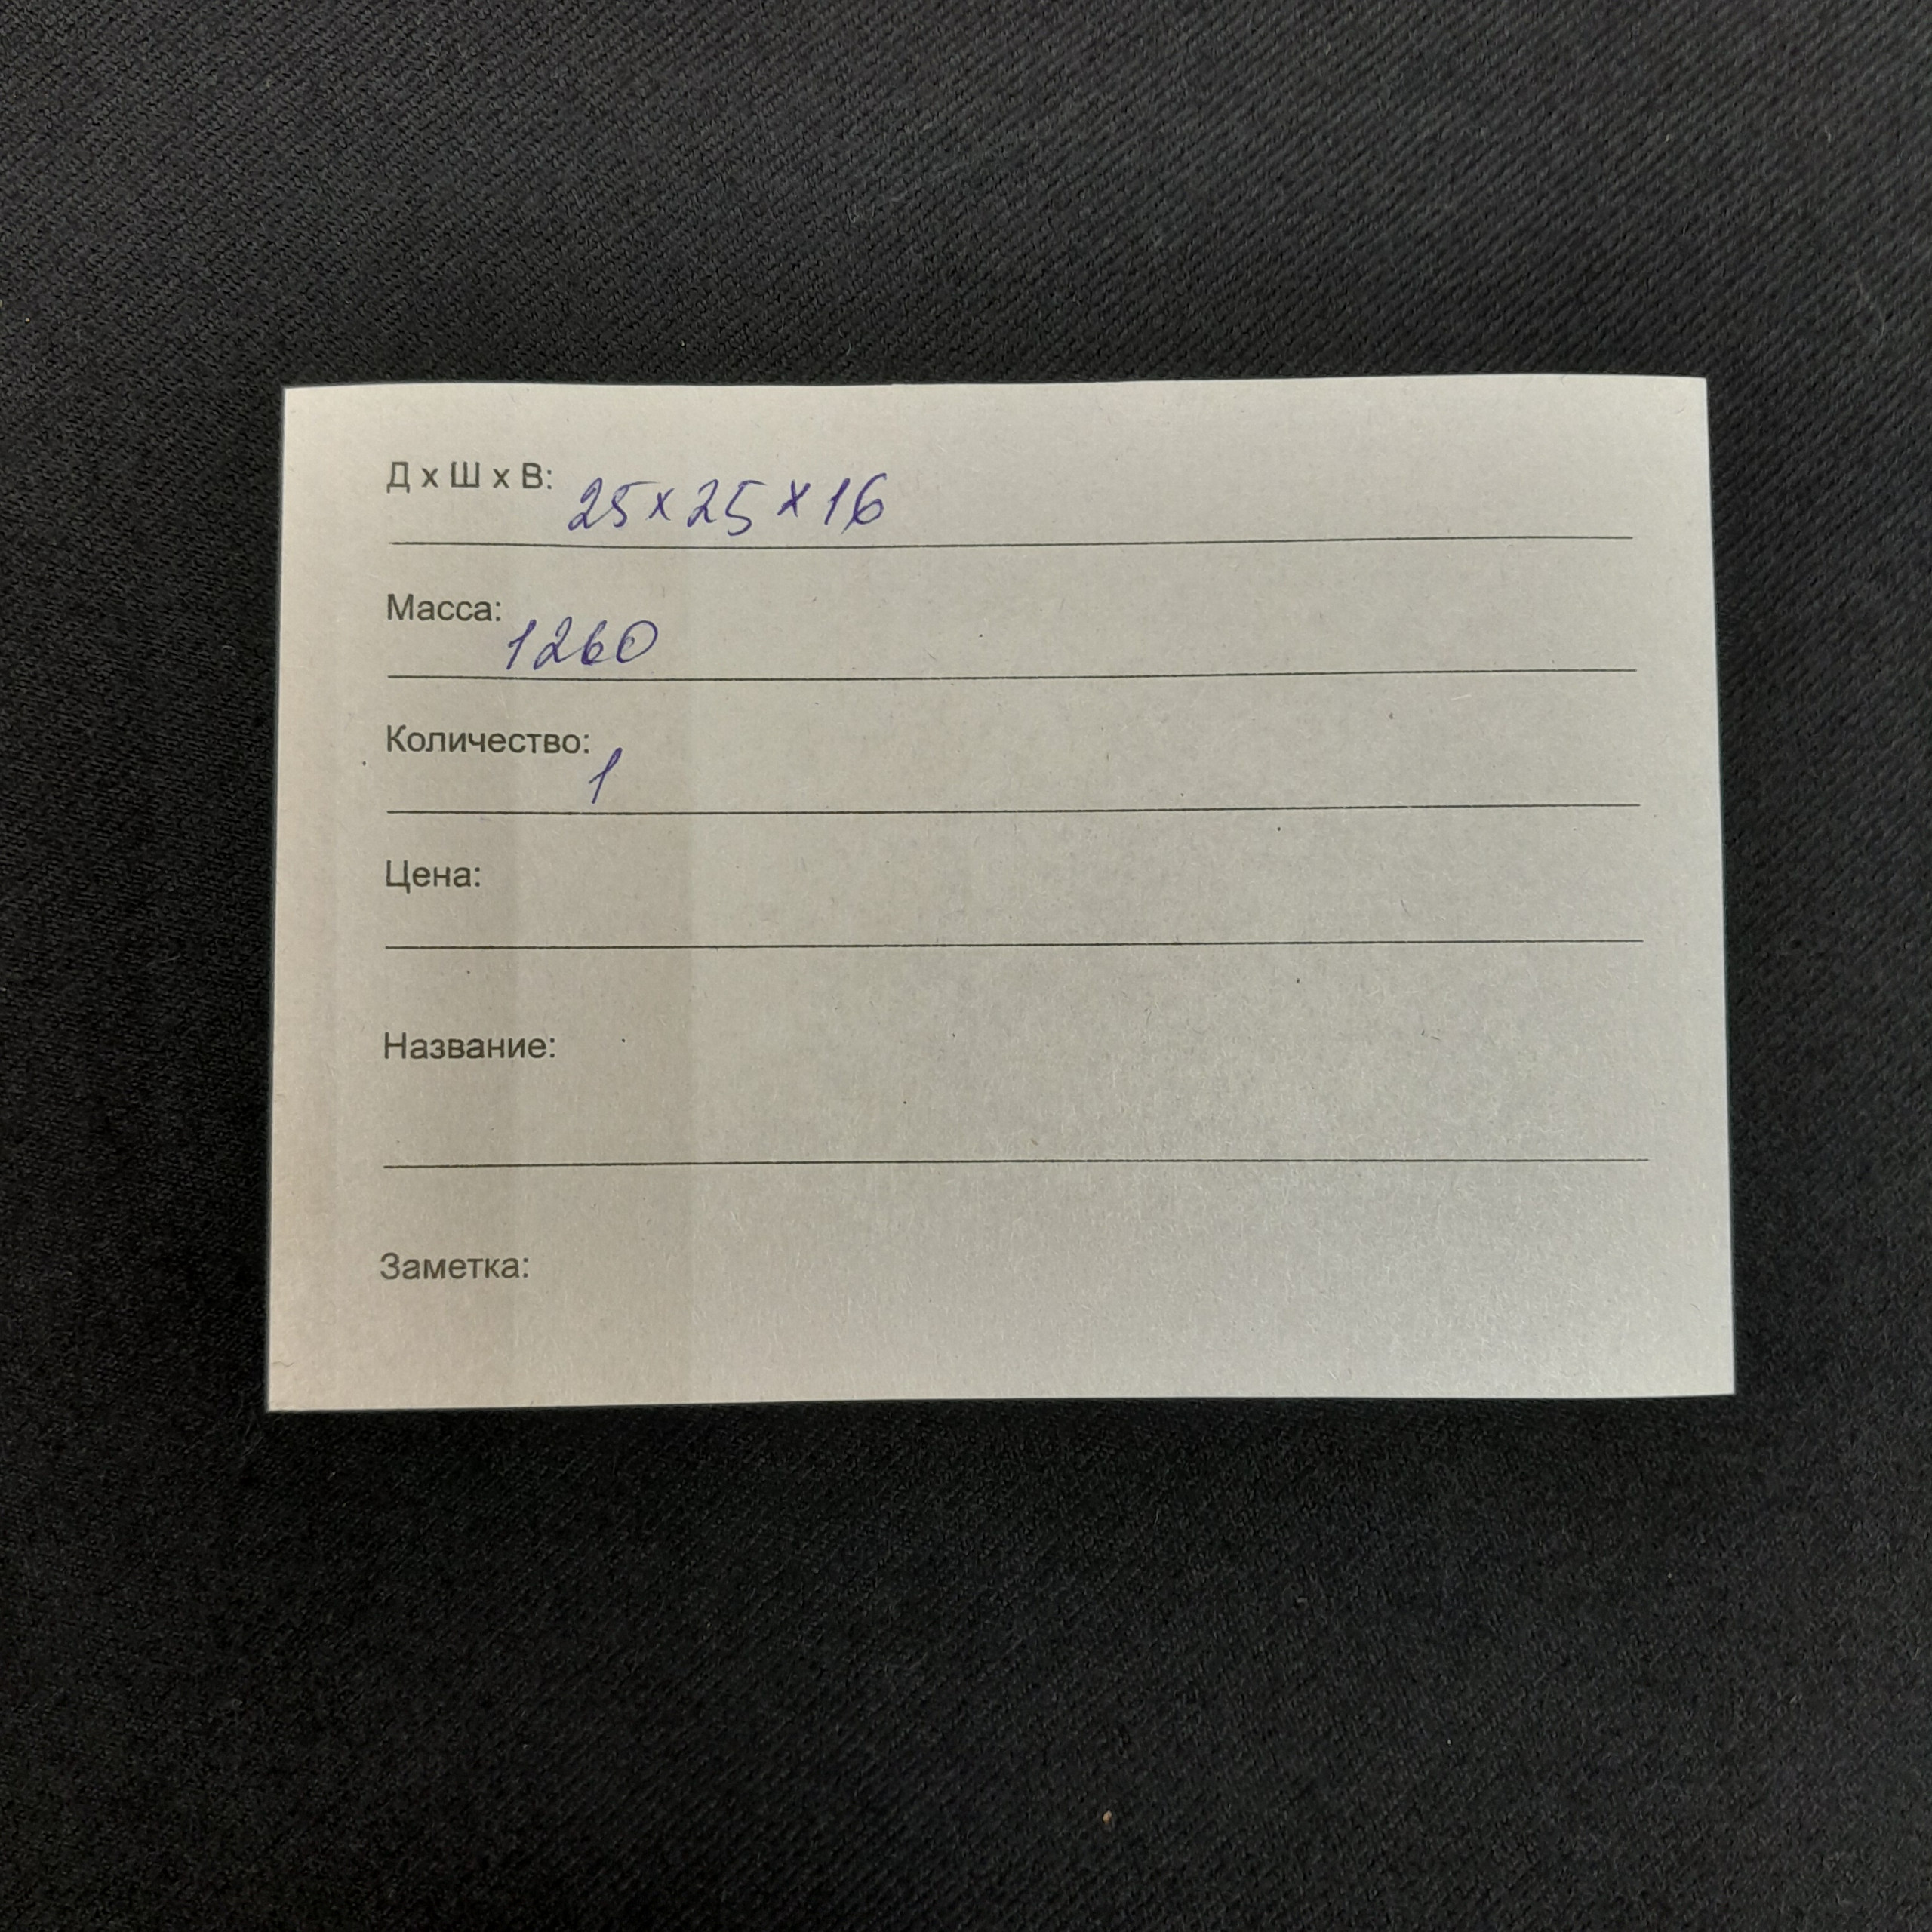 Д х Ш х В: 25x25x16
Масса: 1260
Количество: 1
Цена:
Название:
Заметка: